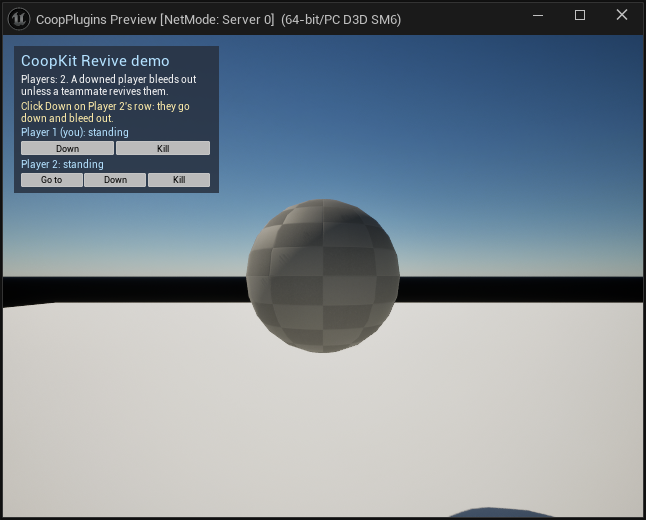 CoopPlugins Preview [NetMode: Server 0] (64-bit/PC D3D SM6)
CoopKit Revive demo
Players: 2. A downed player bleeds out
unless a teammate revives them.
Click Down on Player 2's row: they go
down and bleed out.
Player 1 (you): standing
Down Kill
Player 2: standing
Go to Down Kill